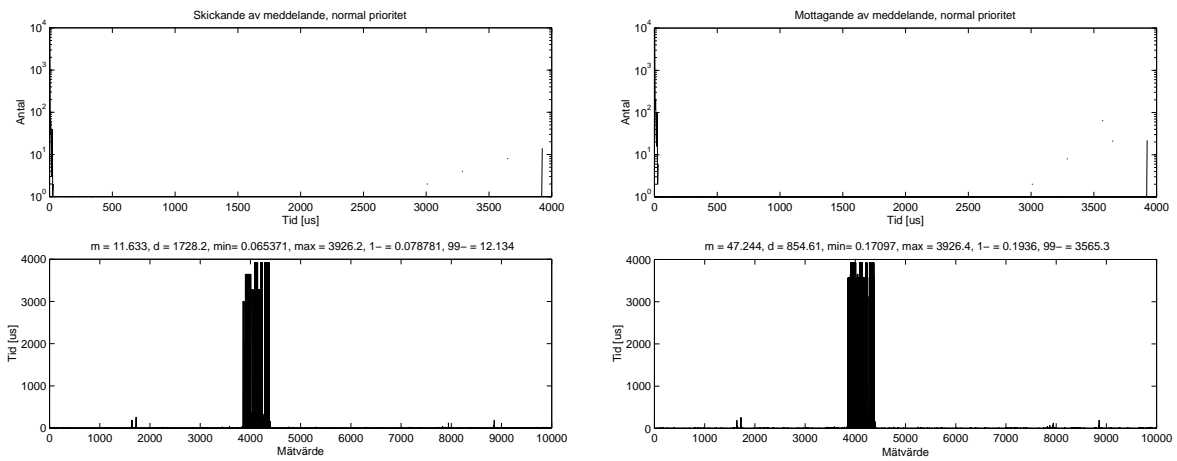 Skickande av meddelande, normal prioritet
Antal
10^4
10^3
10^2
10^1
10^0
0 500 1000 1500 2000 2500 3000 3500 4000
Tid [us]
Mottagande av meddelande, normal prioritet
Antal
10^4
10^3
10^2
10^1
10^0
0 500 1000 1500 2000 2500 3000 3500 4000
Tid [us]
m = 11.633, d = 1728.2, min= 0.065371, max = 3926.2, 1− = 0.078781, 99− = 12.134
Tid [us]
4000
3000
2000
1000
0
0 1000 2000 3000 4000 5000 6000 7000 8000 9000 10000
Mätvärde
m = 47.244, d = 854.61, min= 0.17097, max = 3926.4, 1− = 0.1936, 99− = 3565.3
Tid [us]
4000
3000
2000
1000
0
0 1000 2000 3000 4000 5000 6000 7000 8000 9000 10000
Mätvärde